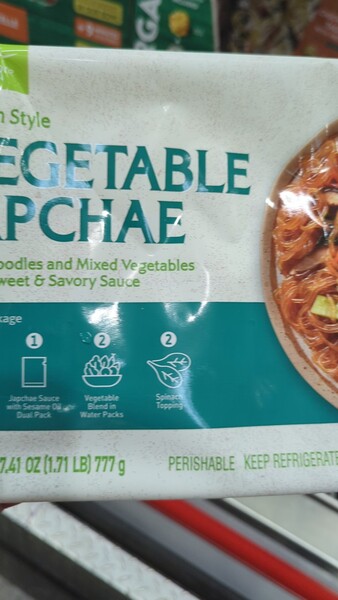 n Style
EGETABLE
APCHAE
oodles and Mixed Vegetables
weet & Savory Sauce
kage
1
2
2
Japchae Sauce
with Sesame Oil
Dual Pack
Vegetable
Blend in
Water Packs
Spinach
Topping
7.41 OZ (1.71 LB) 777 g
PERISHABLE KEEP REFRIGERATE